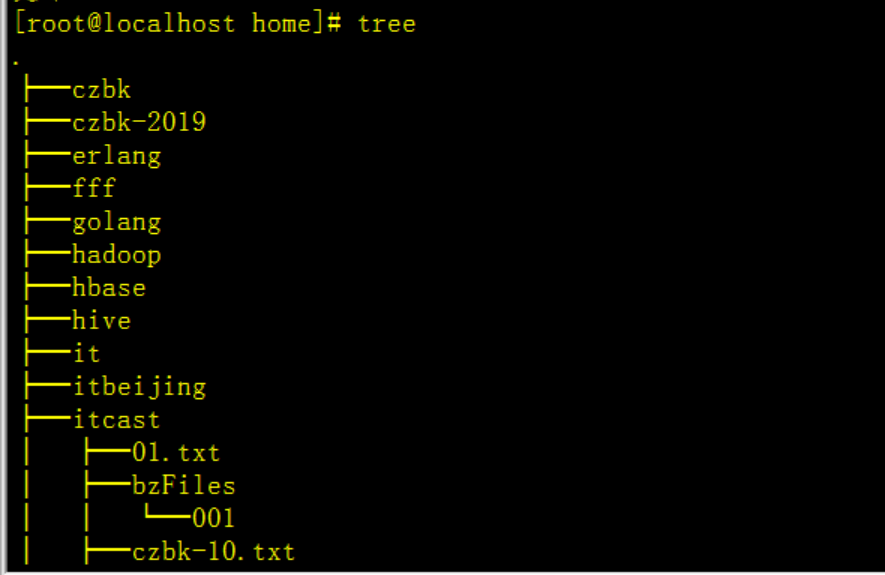 [root@localhost home]# tree
.
├──czbk
├──czbk-2019
├──erlang
├──fff
├──golang
├──hadoop
├──hbase
├──hive
├──it
├──itbeijing
├──itcast
│   ├──01.txt
│   ├──bzFiles
│   │   └──001
│   ├──czbk-10.txt